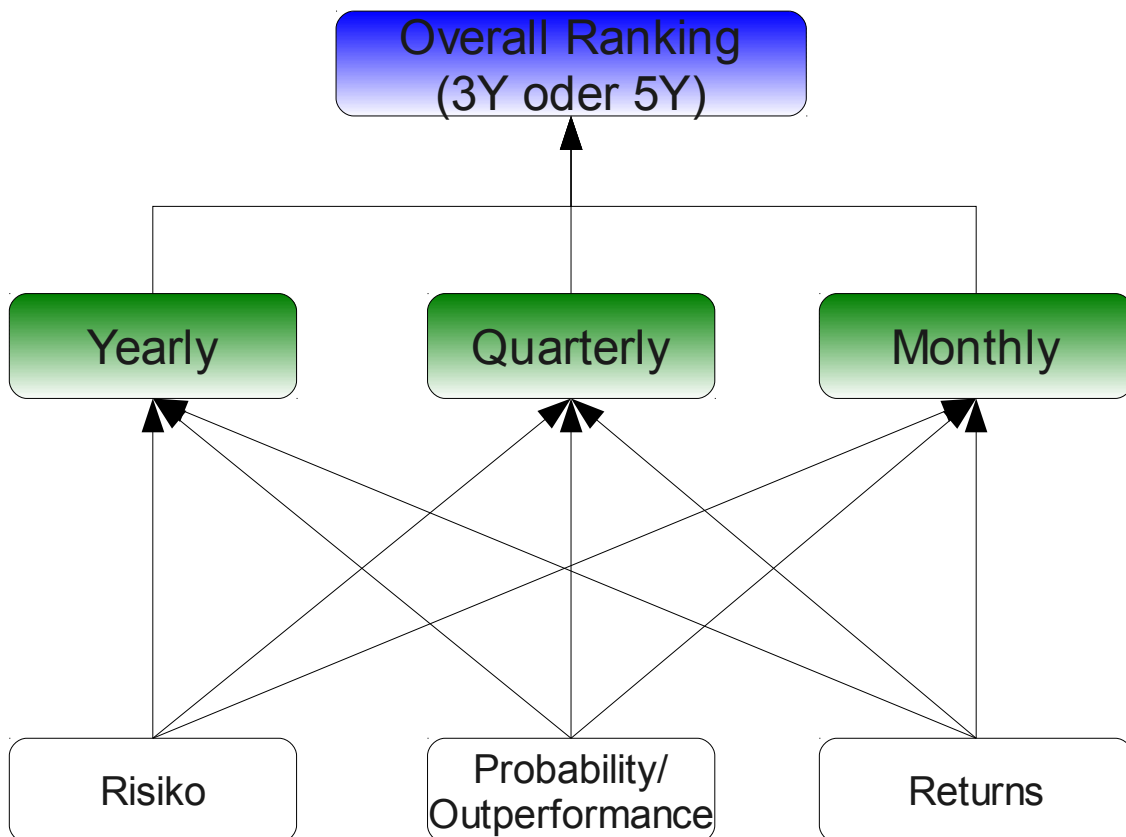 Overall Ranking
(3Y oder 5Y)
Yearly
Quarterly
Monthly
Risiko
Probability/
Outperformance
Returns